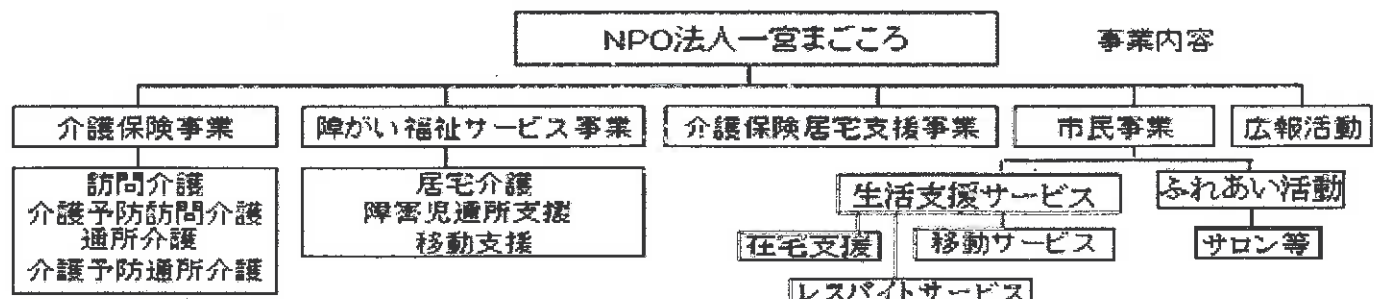 NPO法人一宮まごころ
事業内容
介護保険事業
障がい福祉サービス事業
介護保険居宅支援事業
市民事業
広報活動
訪問介護
介護予防訪問介護
通所介護
介護予防通所介護
居宅介護
障害児通所支援
移動支援
生活支援サービス
ふれあい活動
在宅支援
移動サービス
サロン等
レスパイトサービス